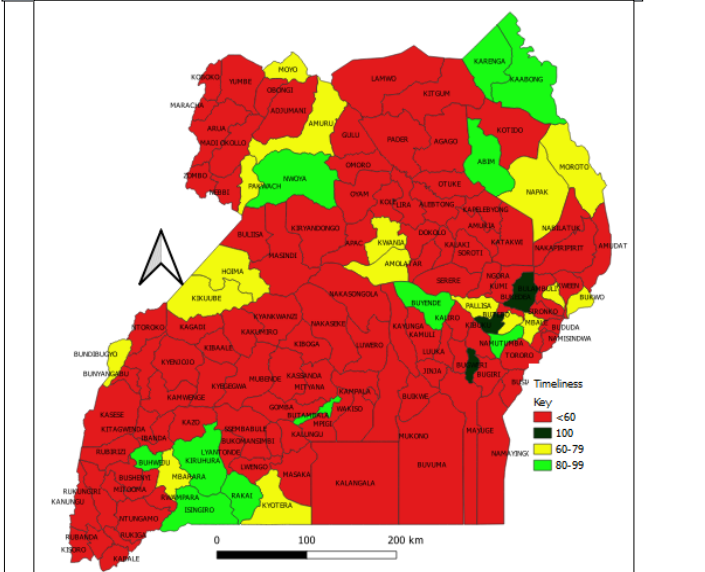 KARENGA
KAABONG
MOYO
KOBOKO
YUMBE
LAMWO
OBONGI
KITGUM
MARACHA
ADJUMANI
AMURU
ARUA
GULU
KOTIDO
MADI OKOLLO
PADER
AGAGO
ABIM
MOROTO
OMORO
ZOMBO
NWOYA
PAKWACH
OTUKE
NEBBI
OYAM
NAPAK
KOLE
LIRA
ALEBTONG
KAPELEBYONG
KIRYANDONGO
AMURIA
BULIISA
DOKOLO
APAC
KWANIA
KALAKI
KATAKWI
NAKAPIRIPIRIT
AMUDAT
SOROTI
MASINDI
AMOLATAR
HOIMA
NGORA
SERERE
KUMI
KWEEN
NAKASONGOLA
KIKUUBE
BUYENDE
PALLISA
BUKWO
KYANKWANZI
KALIRO
NTOROKO
KAGADI
NAKASEKE
KAYUNGA
MBALE
BUDUDA
KAKUMIRO
KAMULI
NAMISINDWA
KIBOGA
LUWERO
NAMUTUMBA
KIBAALE
LUUKA
TORORO
BUNDIBUGYO
KYENJOJO
BUNYANGABU
KASSANDA
JINJA
BUGIRI
MUBENDE
KYEGEGWA
MITYANA
KAMPALA
Timeliness
KAMWENGE
BUIKWE
Key
GOMBA
WAKISO
KASESE
<60
KAZO
MPIGI
KITAGWENDA
SSEMBABULE
KALUNGU
MAYUGE
100
IBANDA
BUKOMANSIMBI
MUKONO
60-79
RUBIRIZI
LYANTONDE
NAMAYINGO
KIRUHURA
BUHWEJU
LWENGO
BUVUMA
80-99
BUSHENYI
MBARARA
MASAKA
KALANGALA
RUKUNGIRI
MITOOMA
RAKAI
KANUNGU
RWAMPARA
KYOTERA
ISINGIRO
NTUNGAMO
RUBANDA
RUKIGA
KISORO
KABALE
0 100 200 km